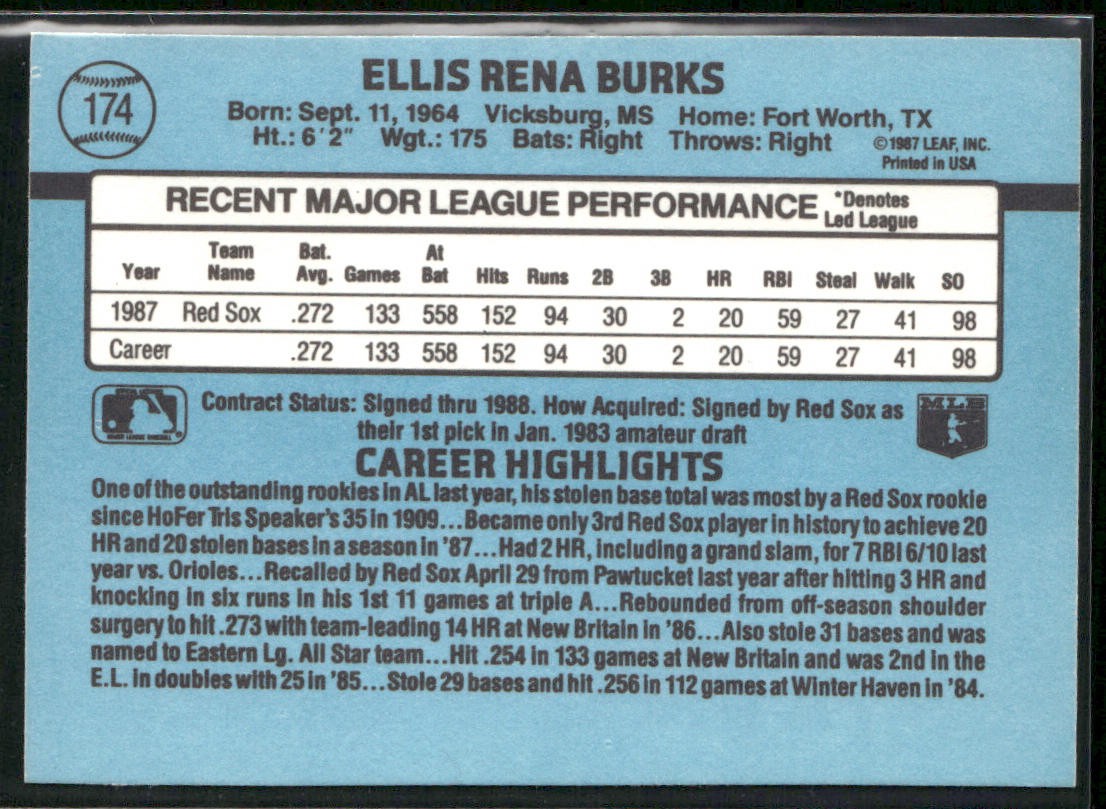 174
ELLIS RENA BURKS
Born: Sept. 11, 1964 Vicksburg, MS Home: Fort Worth, TX
Ht.: 6'2" Wgt.: 175 Bats: Right Throws: Right
©1987 LEAF, INC.
Printed in USA
RECENT MAJOR LEAGUE PERFORMANCE *Denotes Led League
Year Team Name Bat. Avg. Games At Bat Hits Runs 2B 3B HR RBI Steal Walk SO
1987 Red Sox .272 133 558 152 94 30 2 20 59 27 41 98
Career .272 133 558 152 94 30 2 20 59 27 41 98
Contract Status: Signed thru 1988. How Acquired: Signed by Red Sox as
their 1st pick in Jan. 1983 amateur draft
MAJOR LEAGUE BASEBALL
MLB
CAREER HIGHLIGHTS
One of the outstanding rookies in AL last year, his stolen base total was most by a Red Sox rookie
since HoFer Tris Speaker's 35 in 1909...Became only 3rd Red Sox player in history to achieve 20
HR and 20 stolen bases in a season in '87...Had 2 HR, including a grand slam, for 7 RBI 6/10 last
year vs. Orioles...Recalled by Red Sox April 29 from Pawtucket last year after hitting 3 HR and
knocking in six runs in his 1st 11 games at triple A...Rebounded from off-season shoulder
surgery to hit .273 with team-leading 14 HR at New Britain in '86...Also stole 31 bases and was
named to Eastern Lg. All Star team...Hit .254 in 133 games at New Britain and was 2nd in the
E.L. in doubles with 25 in '85...Stole 29 bases and hit .256 in 112 games at Winter Haven in '84.